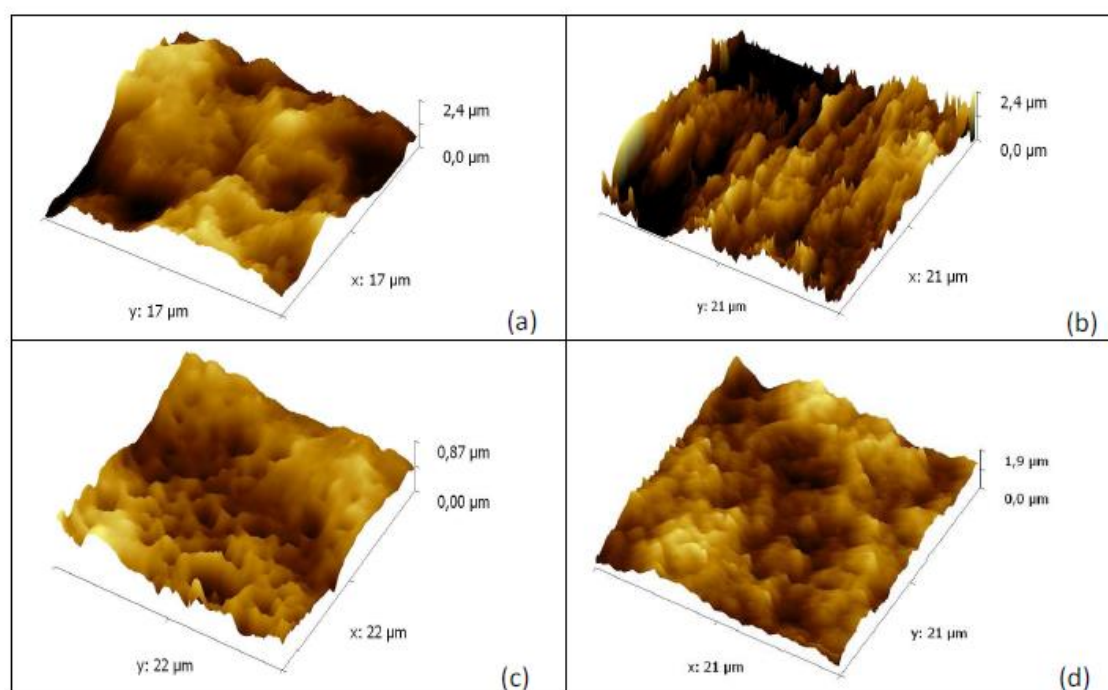 2,4 µm
0,0 µm
x: 17 µm
y: 17 µm
(a)
2,4 µm
0,0 µm
x: 21 µm
y: 21 µm
(b)
0,87 µm
0,00 µm
x: 22 µm
y: 22 µm
(c)
1,9 µm
0,0 µm
y: 21 µm
x: 21 µm
(d)